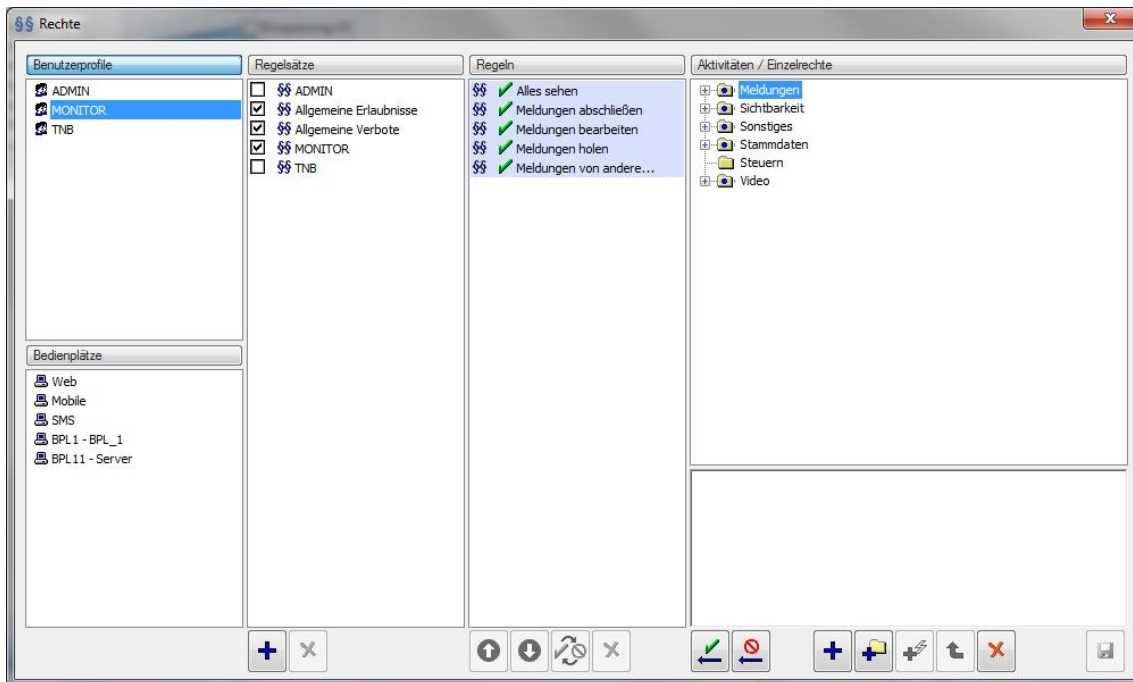 §§ Rechte
Benutzerprofile
ADMIN
MONITOR
TNB
Bedienplätze
Web
Mobile
SMS
BPL1 - BPL_1
BPL11 - Server
Regelsätze
§§ ADMIN
§§ Allgemeine Erlaubnisse
§§ Allgemeine Verbote
§§ MONITOR
§§ TNB
Regeln
§§ Alles sehen
§§ Meldungen abschließen
§§ Meldungen bearbeiten
§§ Meldungen holen
§§ Meldungen von andere...
Aktivitäten / Einzelrechte
Meldungen
Sichtbarkeit
Sonstiges
Stammdaten
Steuern
Video